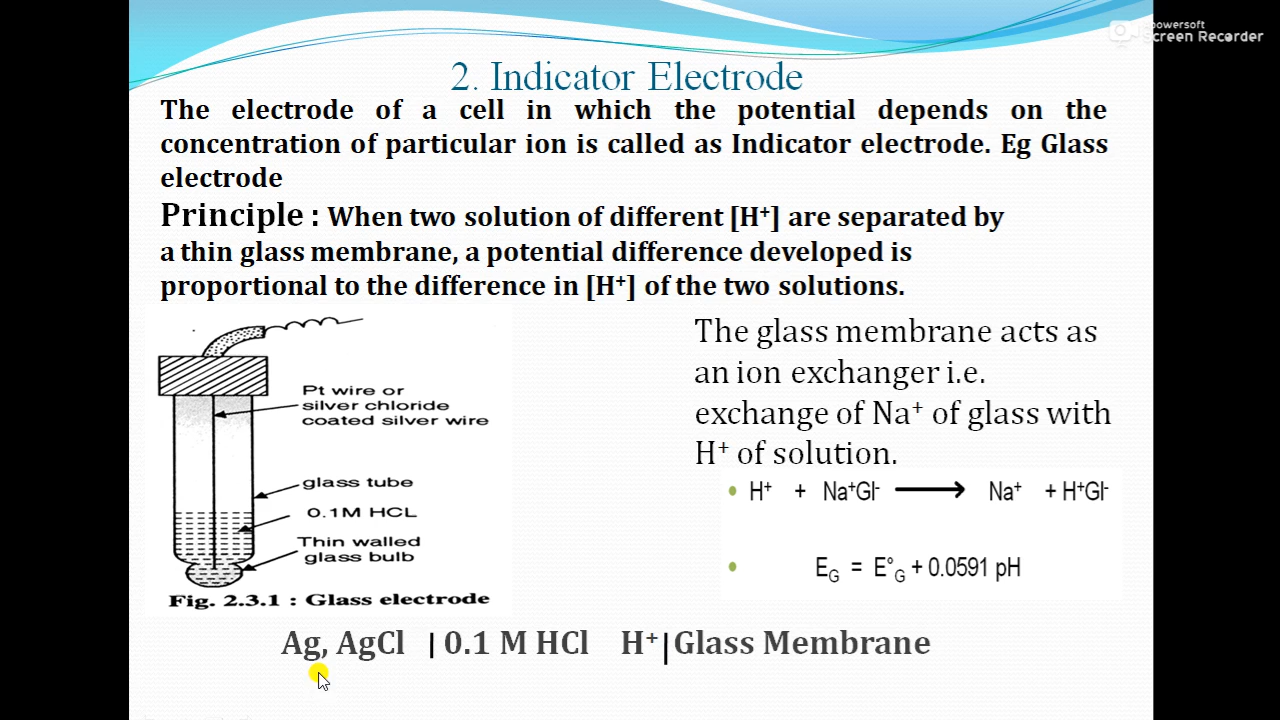 powersoft
Screen Recorder
2. Indicator Electrode
The electrode of a cell in which the potential depends on the
concentration of particular ion is called as Indicator electrode. Eg Glass
electrode
Principle : When two solution of different [H⁺] are separated by
a thin glass membrane, a potential difference developed is
proportional to the difference in [H⁺] of the two solutions.
Pt wire or
silver chloride
coated silver wire
glass tube
0.1M HCL
Thin walled
glass bulb
Fig. 2.3.1 : Glass electrode
The glass membrane acts as
an ion exchanger i.e.
exchange of Na⁺ of glass with
H⁺ of solution.
• H⁺ + Na⁺Gl⁻ ⟶ Na⁺ + H⁺Gl⁻
• E_G = E°_G + 0.0591 pH
Ag, AgCl | 0.1 M HCl H⁺|Glass Membrane